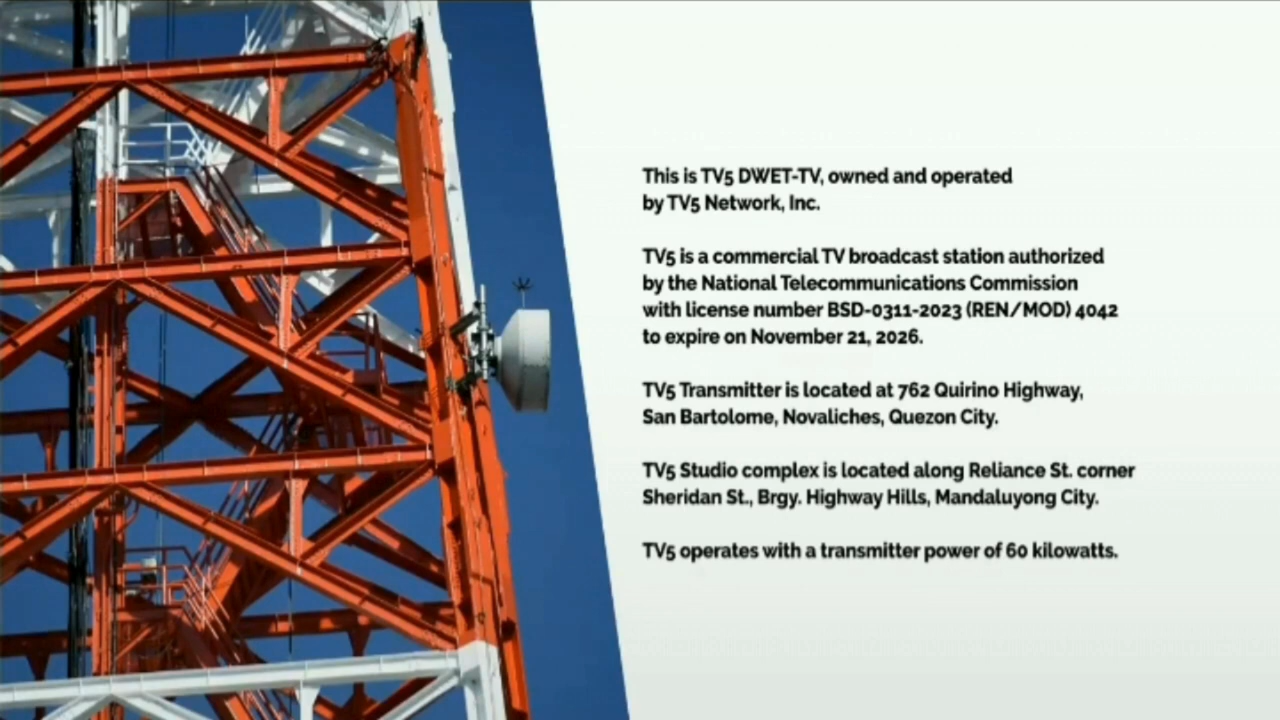 This is TV5 DWET-TV, owned and operated
by TV5 Network, Inc.
TV5 is a commercial TV broadcast station authorized
by the National Telecommunications Commission
with license number BSD-0311-2023 (REN/MOD) 4042
to expire on November 21, 2026.
TV5 Transmitter is located at 762 Quirino Highway,
San Bartolome, Novaliches, Quezon City.
TV5 Studio complex is located along Reliance St. corner
Sheridan St., Brgy. Highway Hills, Mandaluyong City.
TV5 operates with a transmitter power of 60 kilowatts.